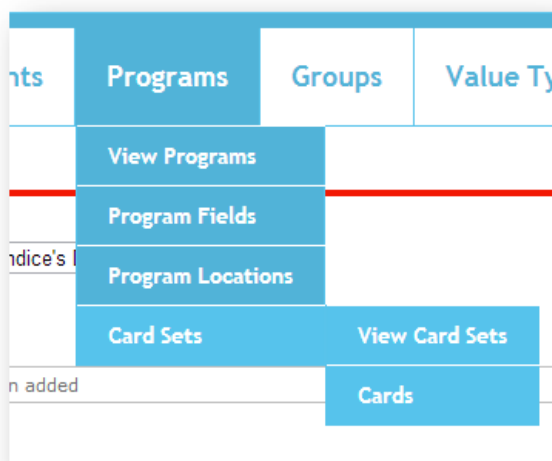 nts Programs Groups Value Ty
View Programs
Program Fields
ndice's
Program Locations
Card Sets View Card Sets
n added Cards